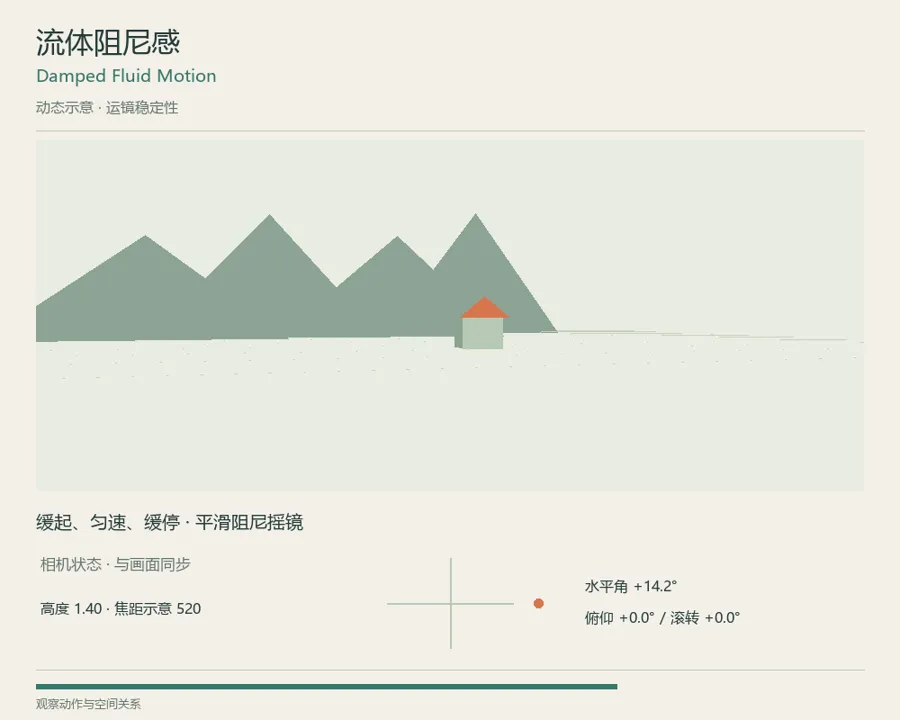 流体阻尼感
Damped Fluid Motion
动态示意 · 运镜稳定性
缓起、匀速、缓停 · 平滑阻尼摇镜
相机状态 · 与画面同步
高度 1.40 · 焦距示意 520
水平角 +14.2°
俯仰 +0.0° / 滚转 +0.0°
观察动作与空间关系